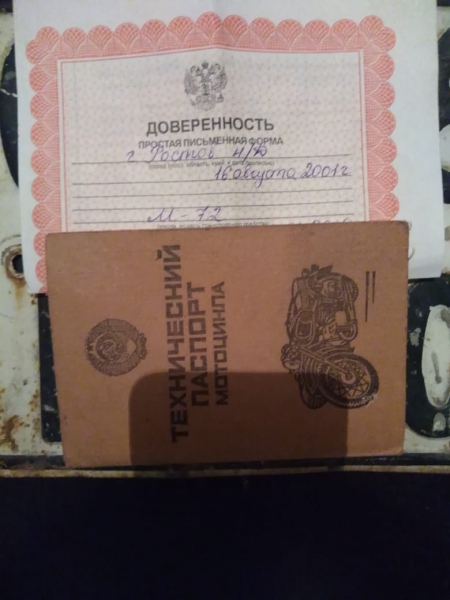 ДОВЕРЕННОСТЬ
ПРОСТАЯ ПИСЬМЕННАЯ ФОРМА
г. Ростов н/Д
16 августа 2001 г
М-72
ТЕХНИЧЕСКИЙ
ПАСПОРТ
МОТОЦИКЛА